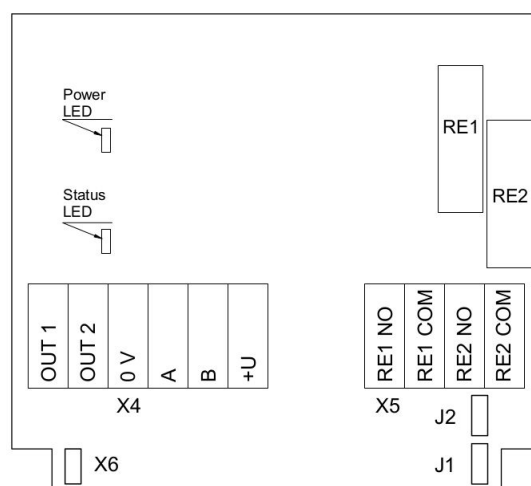 Power
LED
RE1
RE2
Status
LED
OUT 1
OUT 2
0 V
A
B
+U
RE1 NO
RE1 COM
RE2 NO
RE2 COM
X4
X5
J2
X6
J1